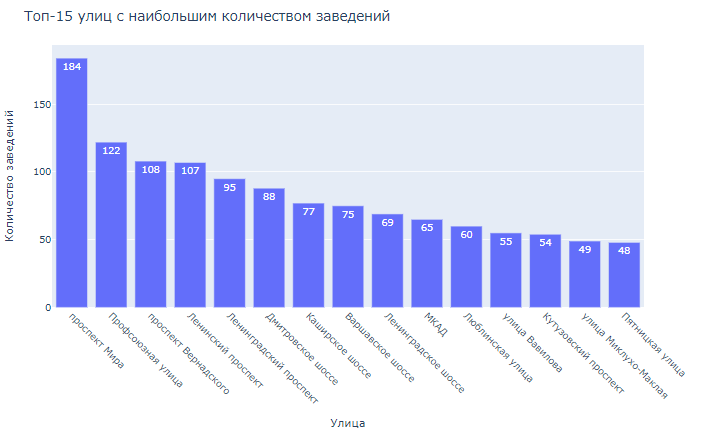 Топ-15 улиц с наибольшим количеством заведений
Количество заведений
150
100
50
0
184
122
108
107
95
88
77
75
69
65
60
55
54
49
48
проспект Мира
Профсоюзная улица
проспект Вернадского
Ленинский проспект
Ленинградский проспект
Дмитровское шоссе
Каширское шоссе
Варшавское шоссе
Ленинградское шоссе
МКАД
Люблинская улица
улица Вавилова
Кутузовский проспект
улица Миклухо-Маклая
Пятницкая улица
Улица